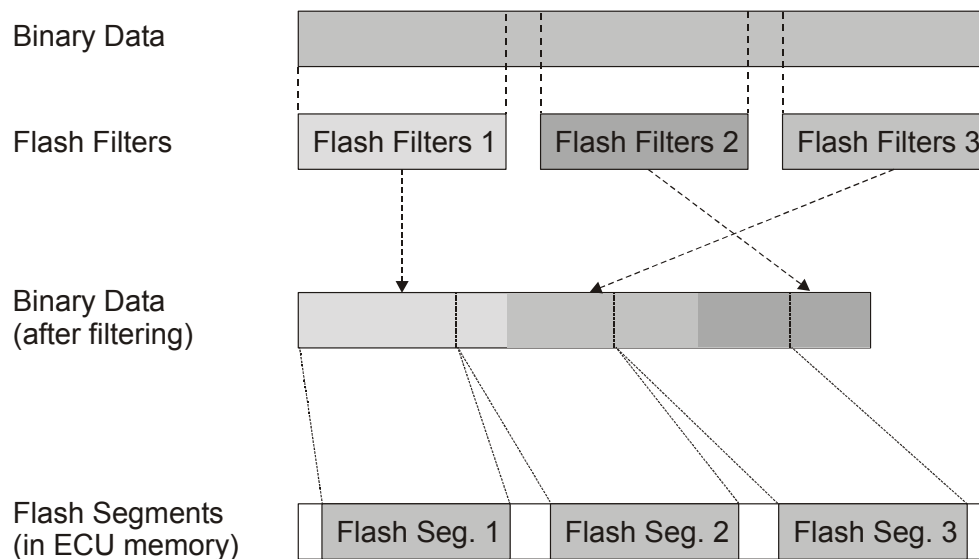 Binary Data
Flash Filters
Flash Filters 1
Flash Filters 2
Flash Filters 3
Binary Data
(after filtering)
Flash Segments
(in ECU memory)
Flash Seg. 1
Flash Seg. 2
Flash Seg. 3